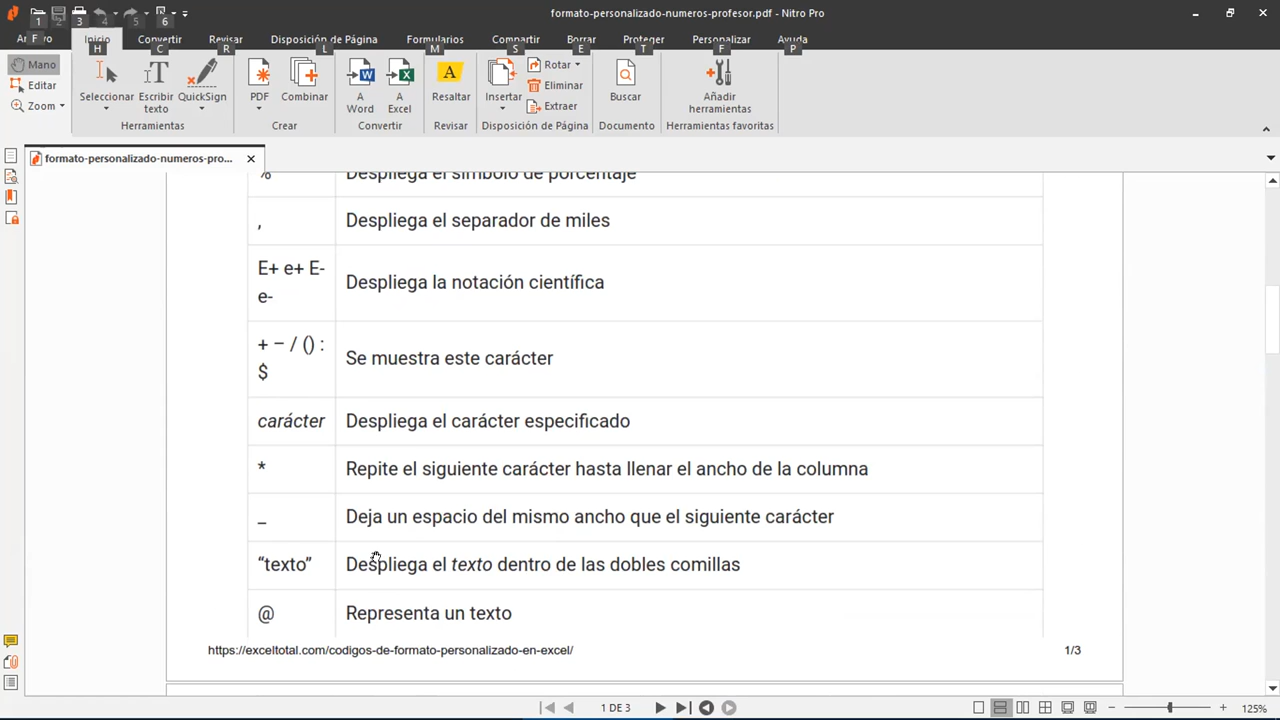 formato-personalizado-numeros-profesor.pdf - Nitro Pro
1 2 3 4 5 6
Inicio Convertir Revisar Disposición de Página Formularios Compartir Borrar Proteger Personalizar Ayuda
F H C R L M S E T F P
Mano
Editar
Zoom
Seleccionar
Escribir
texto
QuickSign
Herramientas
PDF
Combinar
Crear
A
Word
A
Excel
Convertir
Resaltar
Revisar
Insertar
Rotar
Eliminar
Extraer
Disposición de Página
Buscar
Documento
Añadir
herramientas
Herramientas favoritas
formato-personalizado-numeros-pro...
% Despliega el símbolo de porcentaje
, Despliega el separador de miles
E+ e+ E-
e-
Despliega la notación científica
+ − / () :
$
Se muestra este carácter
carácter Despliega el carácter especificado
* Repite el siguiente carácter hasta llenar el ancho de la columna
_ Deja un espacio del mismo ancho que el siguiente carácter
“texto” Despliega el texto dentro de las dobles comillas
@ Representa un texto
https://exceltotal.com/codigos-de-formato-personalizado-en-excel/ 1/3
1 DE 3
125%